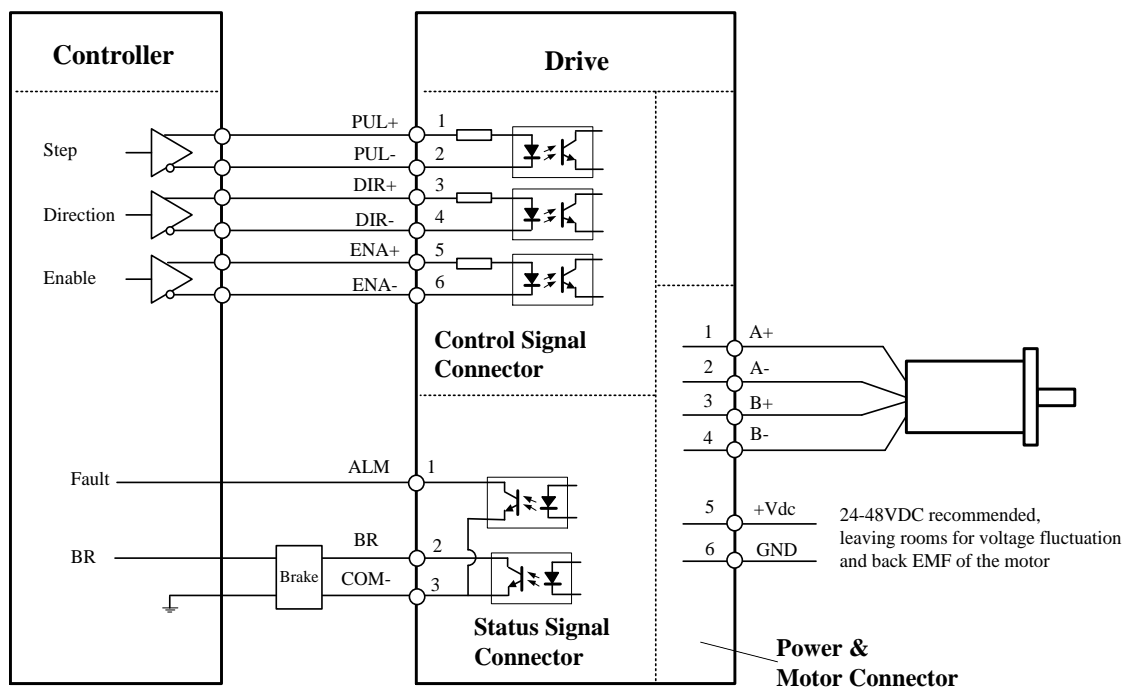 Controller
Drive
Step
PUL+
1
PUL-
2
Direction
DIR+
3
DIR-
4
Enable
ENA+
5
ENA-
6
Control Signal
Connector
1
A+
2
A-
3
B+
4
B-
Fault
ALM
1
BR
BR
2
Brake
COM-
3
Status Signal
Connector
5
+Vdc
6
GND
24-48VDC recommended,
leaving rooms for voltage fluctuation
and back EMF of the motor
Power &
Motor Connector